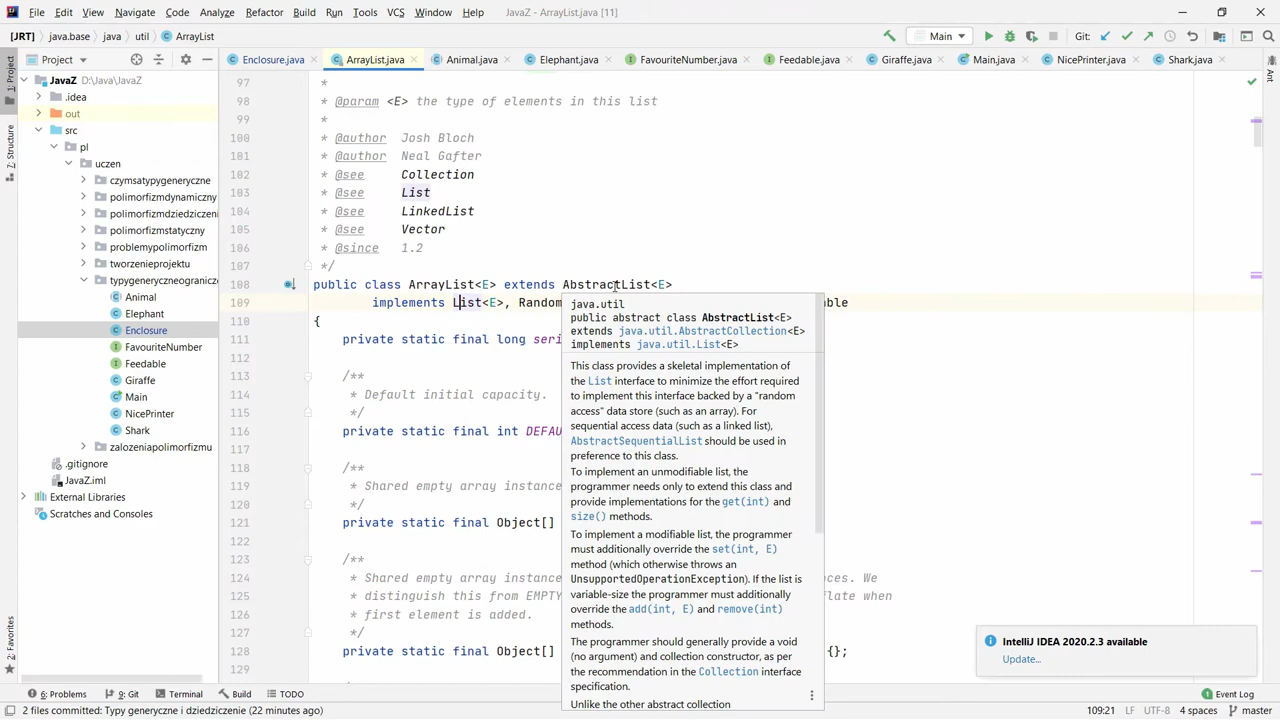 File Edit View Navigate Code Analyze Refactor Build Run Tools VCS Window Help JavaZ - ArrayList.java [11]
[JRT] java.base java util ArrayList Main Git:
Project Enclosure.java ArrayList.java Animal.java Elephant.java FavouriteNumber.java Feedable.java Giraffe.java Main.java NicePrinter.java Shark.java
1: Project
7: Structure
2: Favorites
Ant
JavaZ D:\Java\JavaZ
.idea
out
src
pl
uczen
czymsatypygeneryczne
polimorfizmdynamiczny
polimorfizmdziedziczeni
polimorfizmstatyczny
problemypolimorfizm
tworzenieprojektu
typygeneryczneogranicz
Animal
Elephant
Enclosure
FavouriteNumber
Feedable
Giraffe
Main
NicePrinter
Shark
zalozeniapolimorfizmu
.gitignore
JavaZ.iml
External Libraries
Scratches and Consoles
97 *
98 * @param <E> the type of elements in this list
99 *
100 * @author Josh Bloch
101 * @author Neal Gafter
102 * @see Collection
103 * @see List
104 * @see LinkedList
105 * @see Vector
106 * @since 1.2
107 */
108 public class ArrayList<E> extends AbstractList<E>
109 implements List<E>, Random able
110 {
111 private static final long seri
112
113 /**
114 * Default initial capacity.
115 */
116 private static final int DEFAU
117
118 /**
119 * Shared empty array instance
120 */
121 private static final Object[]
122
123 /**
124 * Shared empty array instance nces. We
125 * distinguish this from EMPTY flate when
126 * first element is added.
127 */
128 private static final Object[] {};
129
java.util
public abstract class AbstractList<E>
extends java.util.AbstractCollection<E>
implements java.util.List<E>
This class provides a skeletal implementation of
the List interface to minimize the effort required
to implement this interface backed by a "random
access" data store (such as an array). For
sequential access data (such as a linked list),
AbstractSequentialList should be used in
preference to this class.
To implement an unmodifiable list, the
programmer needs only to extend this class and
provide implementations for the get(int) and
size() methods.
To implement a modifiable list, the programmer
must additionally override the set(int, E)
method (which otherwise throws an
UnsupportedOperationException). If the list is
variable-size the programmer must additionally
override the add(int, E) and remove(int)
methods.
The programmer should generally provide a void
(no argument) and collection constructor, as per
the recommendation in the Collection interface
specification.
Unlike the other abstract collection
IntelliJ IDEA 2020.2.3 available
Update...
6: Problems 9: Git Terminal Build TODO Event Log
2 files committed: Typy generyczne i dziedziczenie (22 minutes ago) 109:21 LF UTF-8 4 spaces master